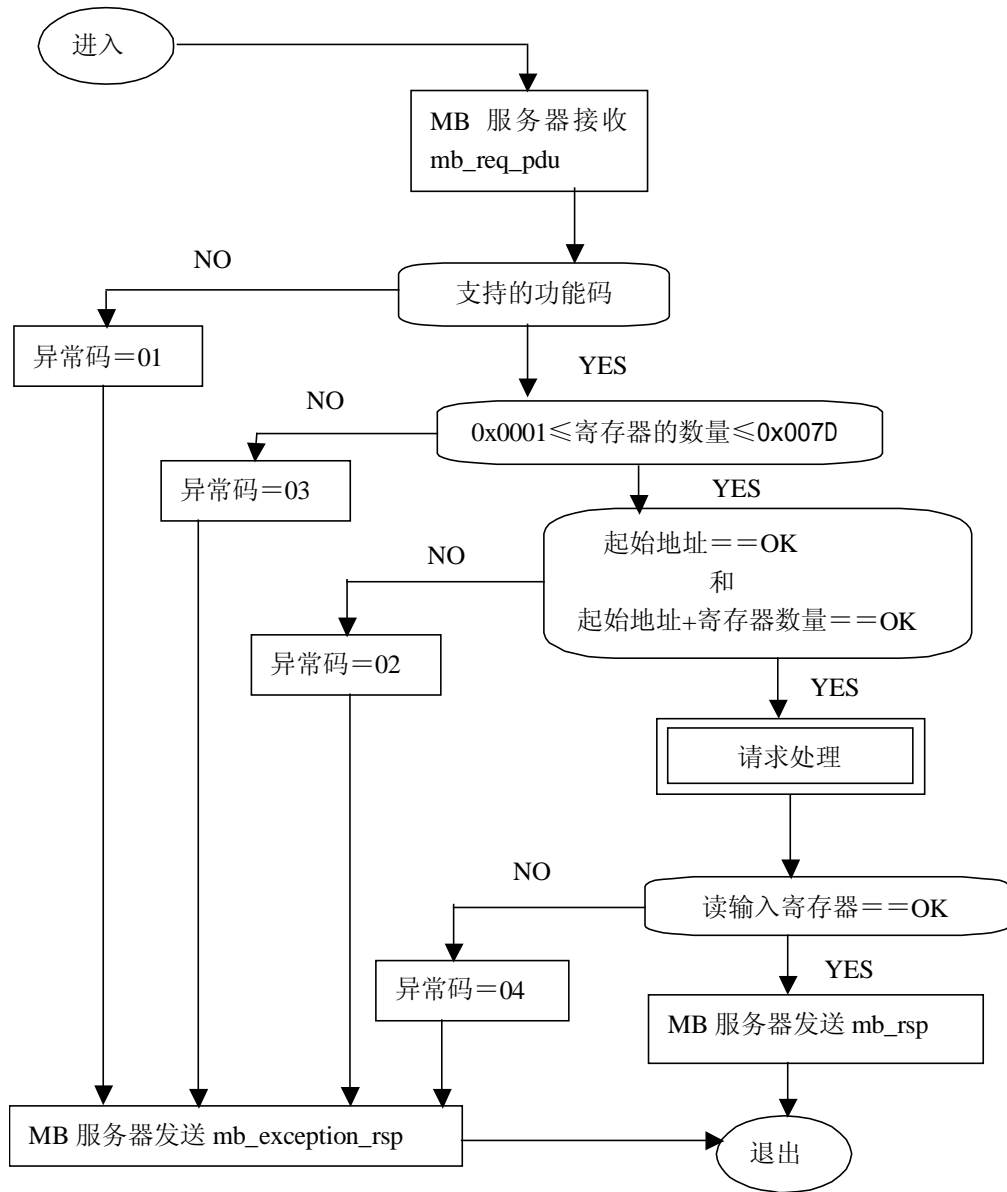 进入
MB 服务器接收
mb_req_pdu
NO
支持的功能码
异常码＝01
YES
NO
0x0001≤寄存器的数量≤0x007D
异常码＝03
YES
起始地址＝＝OK
NO
和
起始地址+寄存器数量＝＝OK
异常码＝02
YES
请求处理
NO
读输入寄存器＝＝OK
异常码＝04
YES
MB 服务器发送 mb_rsp
MB 服务器发送 mb_exception_rsp
退出